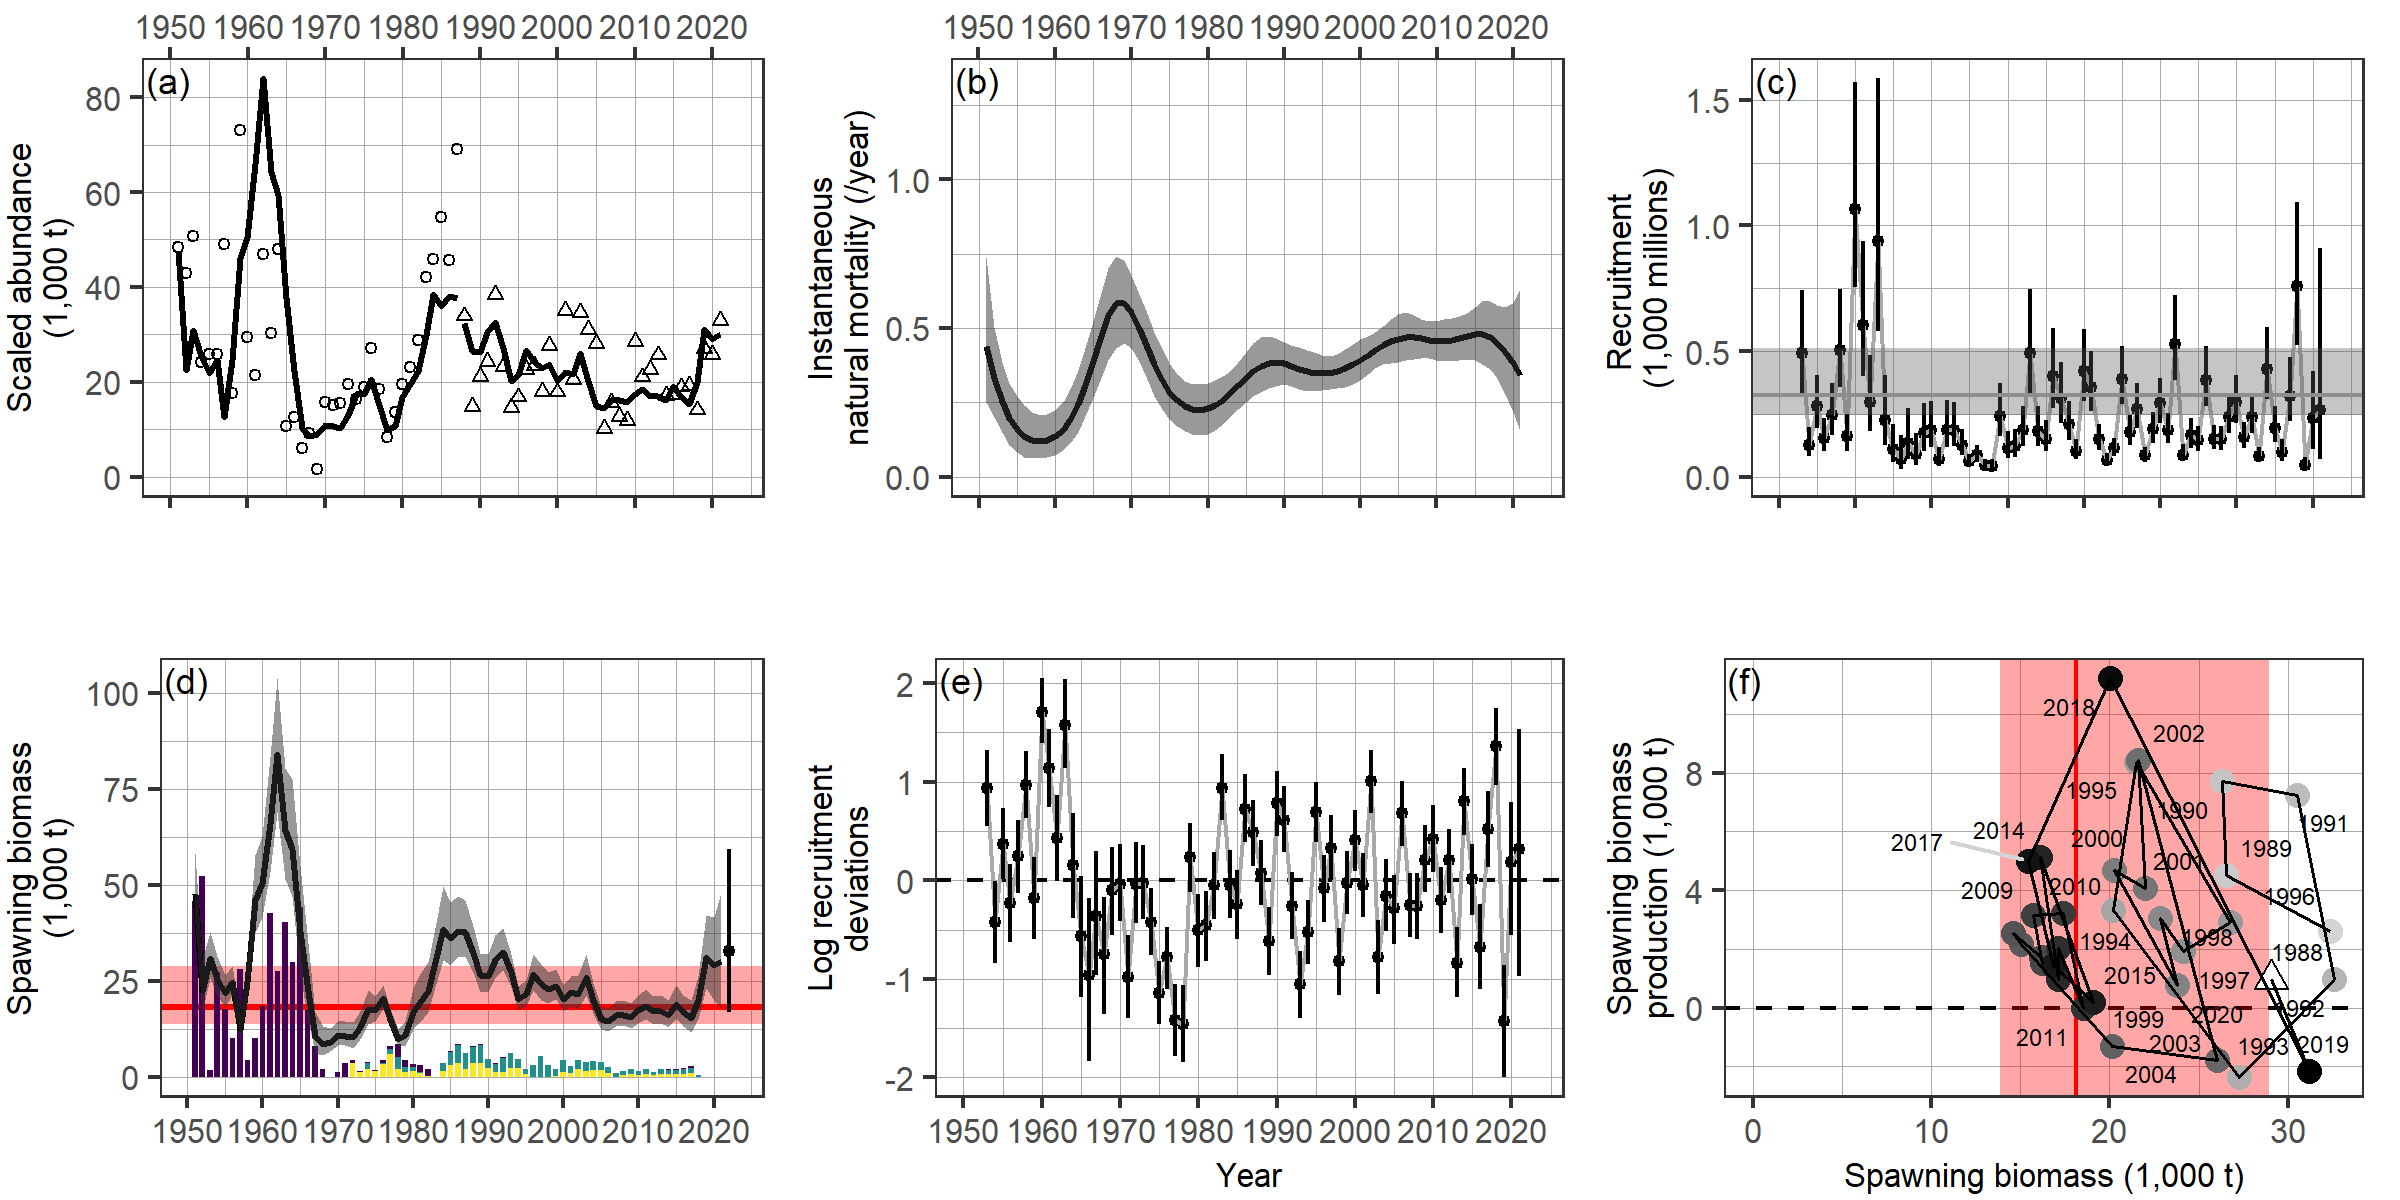 1950 1960 1970 1980 1990 2000 2010 2020
(a)
80
60
40
20
0
Scaled abundance
(1,000 t)
1950 1960 1970 1980 1990 2000 2010 2020
(b)
1.0
0.5
0.0
Instantaneous
natural mortality (/year)
(c)
1.5
1.0
0.5
0.0
Recruitment
(1,000 millions)
(d)
100
75
50
25
0
Spawning biomass
(1,000 t)
1950 1960 1970 1980 1990 2000 2010 2020
(e)
2
1
0
-1
-2
Log recruitment
deviations
1950 1960 1970 1980 1990 2000 2010 2020
Year
(f)
8
4
0
Spawning biomass
production (1,000 t)
2018
2002
1995
1990
1991
2014
2017
2000
1989
2001
2009
2010
1996
1994
1998
1988
2015
1997
1992
1999
2020
2011
2003
1993
2019
2004
0 10 20 30
Spawning biomass (1,000 t)